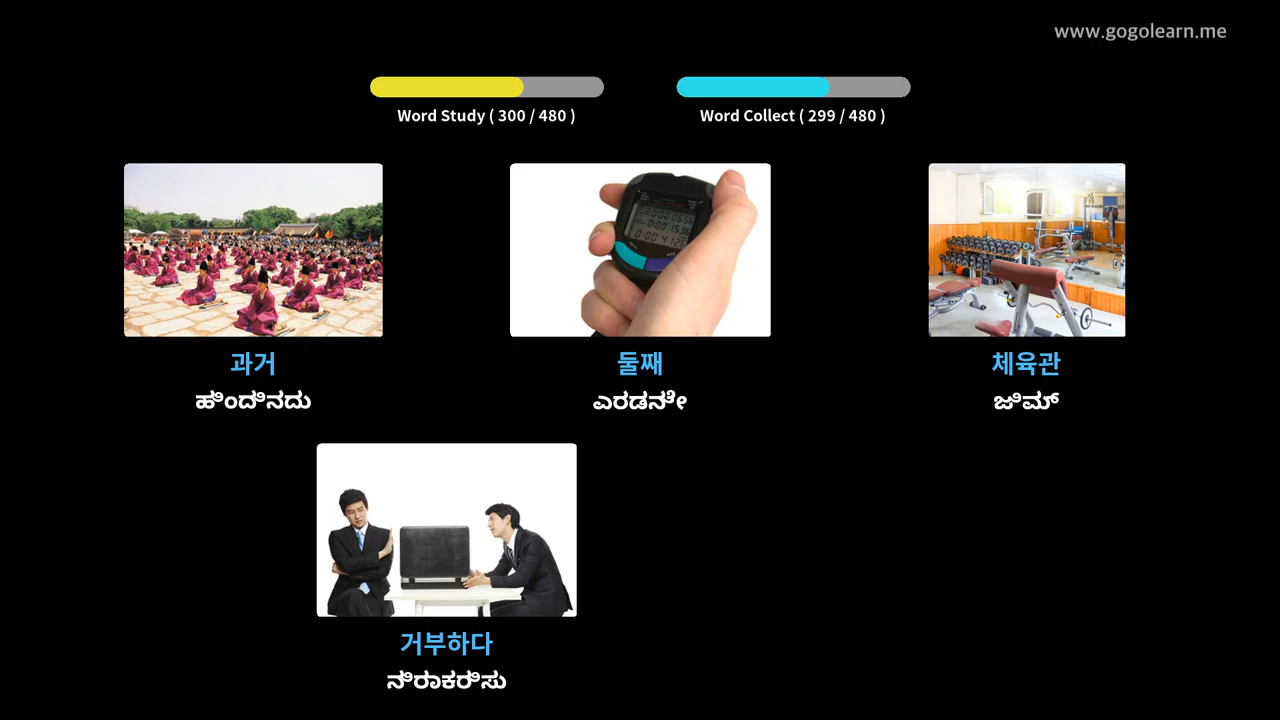 www.gogolearn.me
Word Study ( 300 / 480 )
Word Collect ( 299 / 480 )
과거
ಹಿಂದಿನದು
둘째
ಎರಡನೇ
체육관
ಜಿಮ್
거부하다
ನಿರಾಕರಿಸು